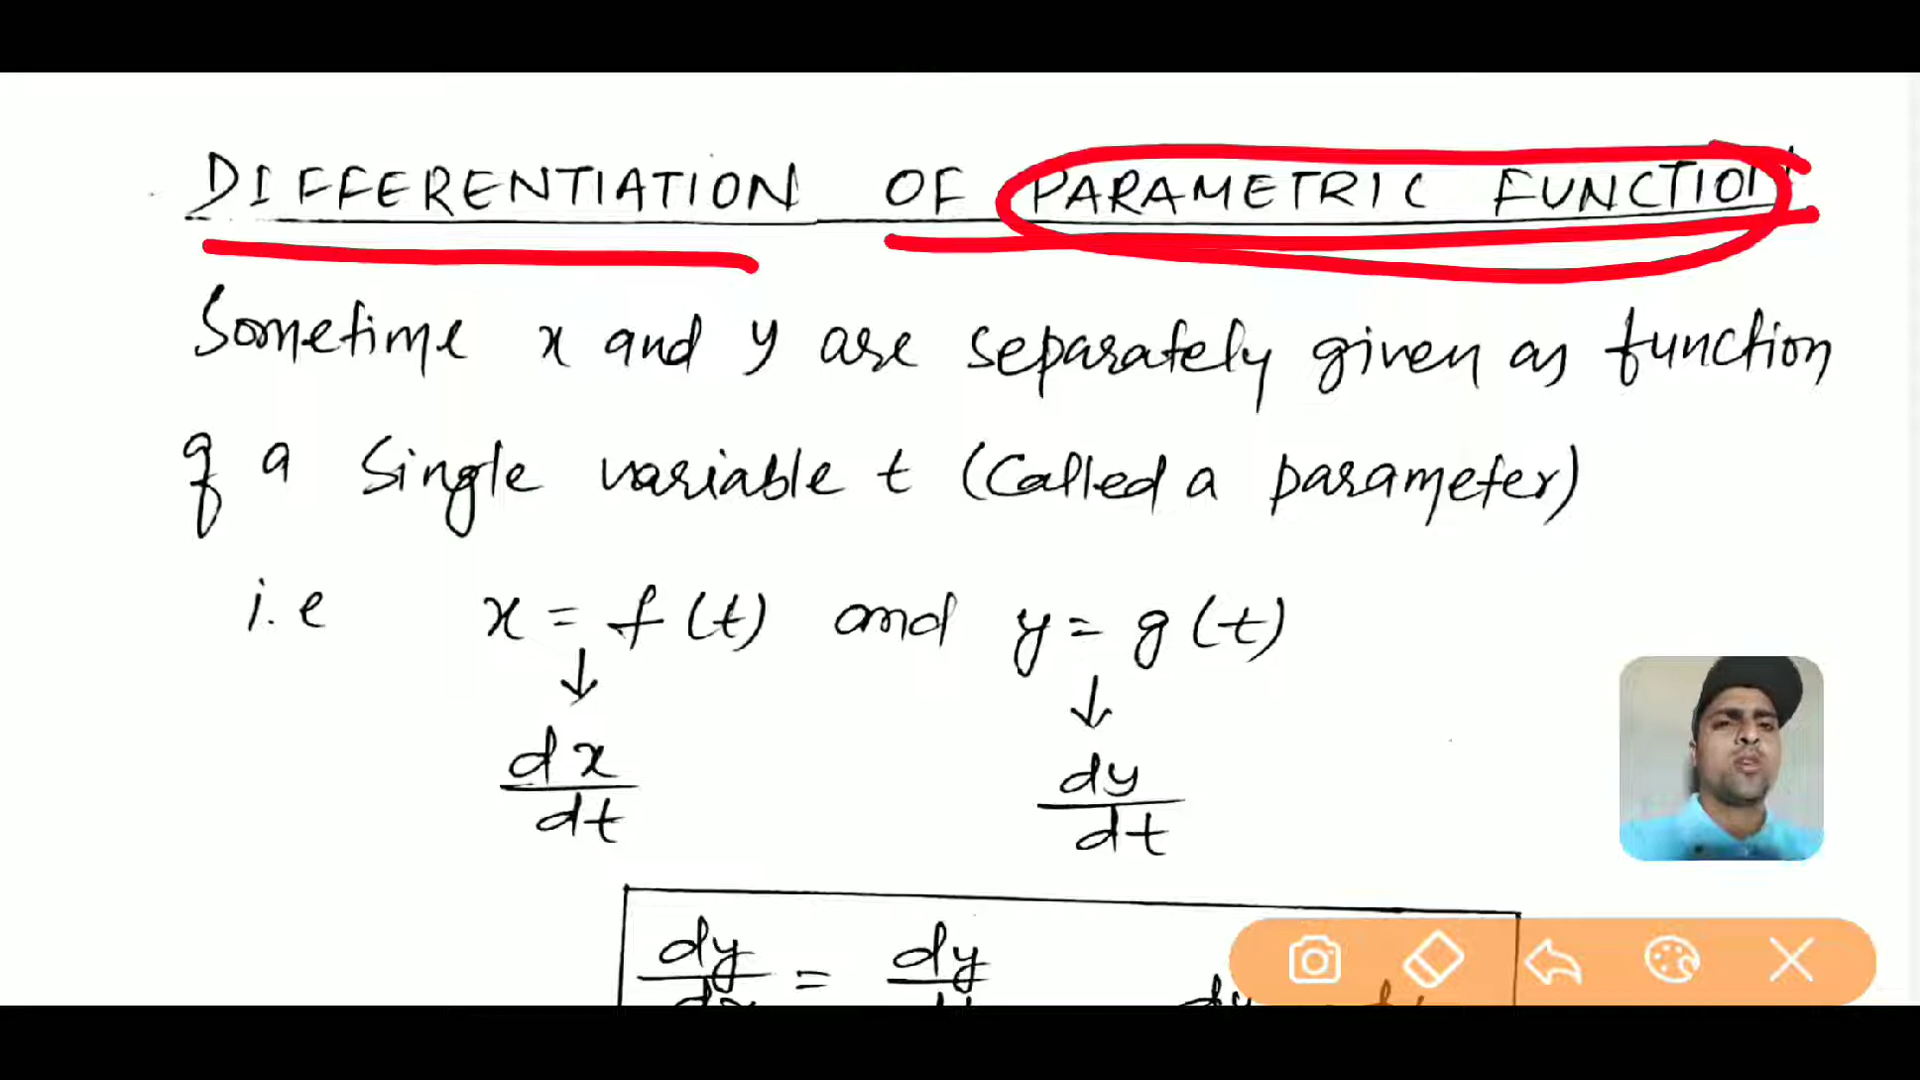 DIFFERENTIATION OF PARAMETRIC FUNCTION
Sometime x and y are separately given as function
of a single variable t (Called a parameter)
i.e x = f(t) and y = g(t)
↓ ↓
dx/dt dy/dt
dy/dx = dy